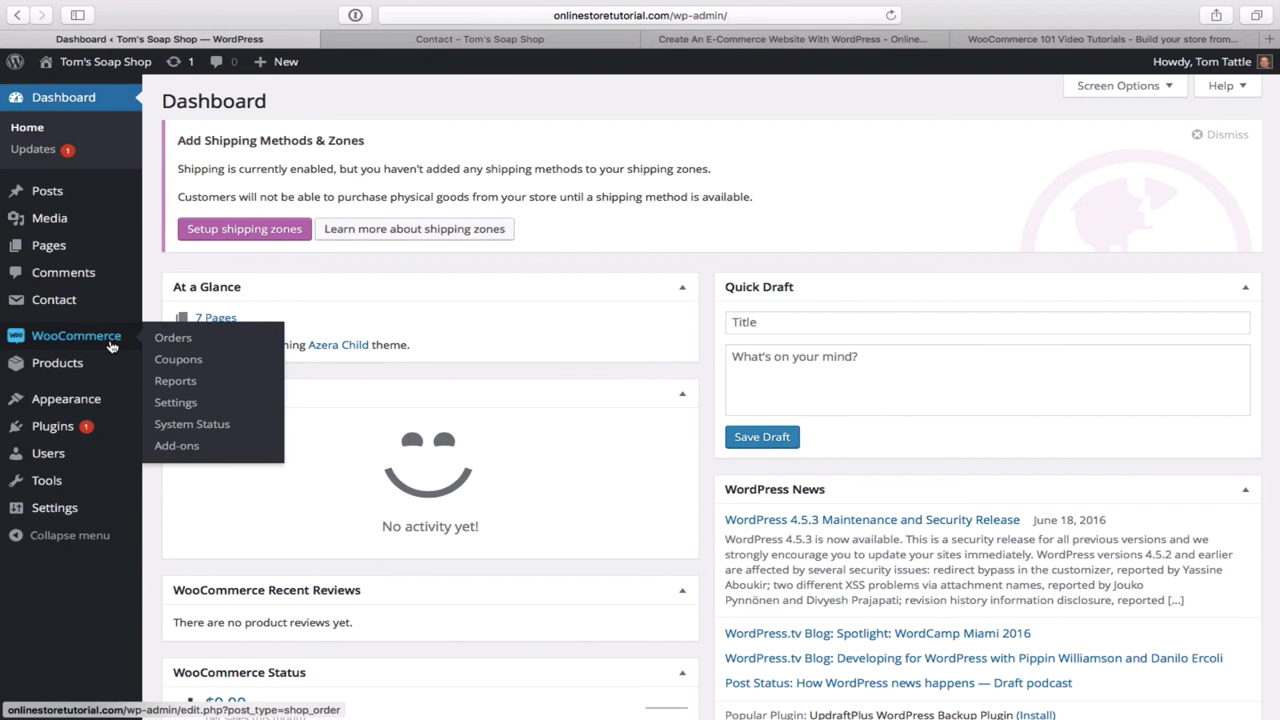 onlinestoretutorial.com/wp-admin/
Dashboard ‹ Tom's Soap Shop — WordPress
Contact – Tom's Soap Shop
Create An E-Commerce Website With WordPress - Online...
WooCommerce 101 Video Tutorials - Build your store from...
Tom's Soap Shop
1
0
New
Howdy, Tom Tattle
Dashboard
Home
Updates 1
Posts
Media
Pages
Comments
Contact
WooCommerce
Products
Appearance
Plugins 1
Users
Tools
Settings
Collapse menu
Orders
Coupons
Reports
Settings
System Status
Add-ons
Dashboard
Screen Options
Help
Add Shipping Methods & Zones
Dismiss
Shipping is currently enabled, but you haven't added any shipping methods to your shipping zones.
Customers will not be able to purchase physical goods from your store until a shipping method is available.
Setup shipping zones
Learn more about shipping zones
At a Glance
7 Pages
ning Azera Child theme.
No activity yet!
WooCommerce Recent Reviews
There are no product reviews yet.
WooCommerce Status
Quick Draft
Title
What's on your mind?
Save Draft
WordPress News
WordPress 4.5.3 Maintenance and Security Release June 18, 2016
WordPress 4.5.3 is now available. This is a security release for all previous versions and we
strongly encourage you to update your sites immediately. WordPress versions 4.5.2 and earlier
are affected by several security issues: redirect bypass in the customizer, reported by Yassine
Aboukir; two different XSS problems via attachment names, reported by Jouko
Pynnönen and Divyesh Prajapati; revision history information disclosure, reported [...]
WordPress.tv Blog: Spotlight: WordCamp Miami 2016
WordPress.tv Blog: Developing for WordPress with Pippin Williamson and Danilo Ercoli
Post Status: How WordPress news happens — Draft podcast
Popular Plugin: UpdraftPlus WordPress Backup Plugin (Install)
onlinestoretutorial.com/wp-admin/edit.php?post_type=shop_order